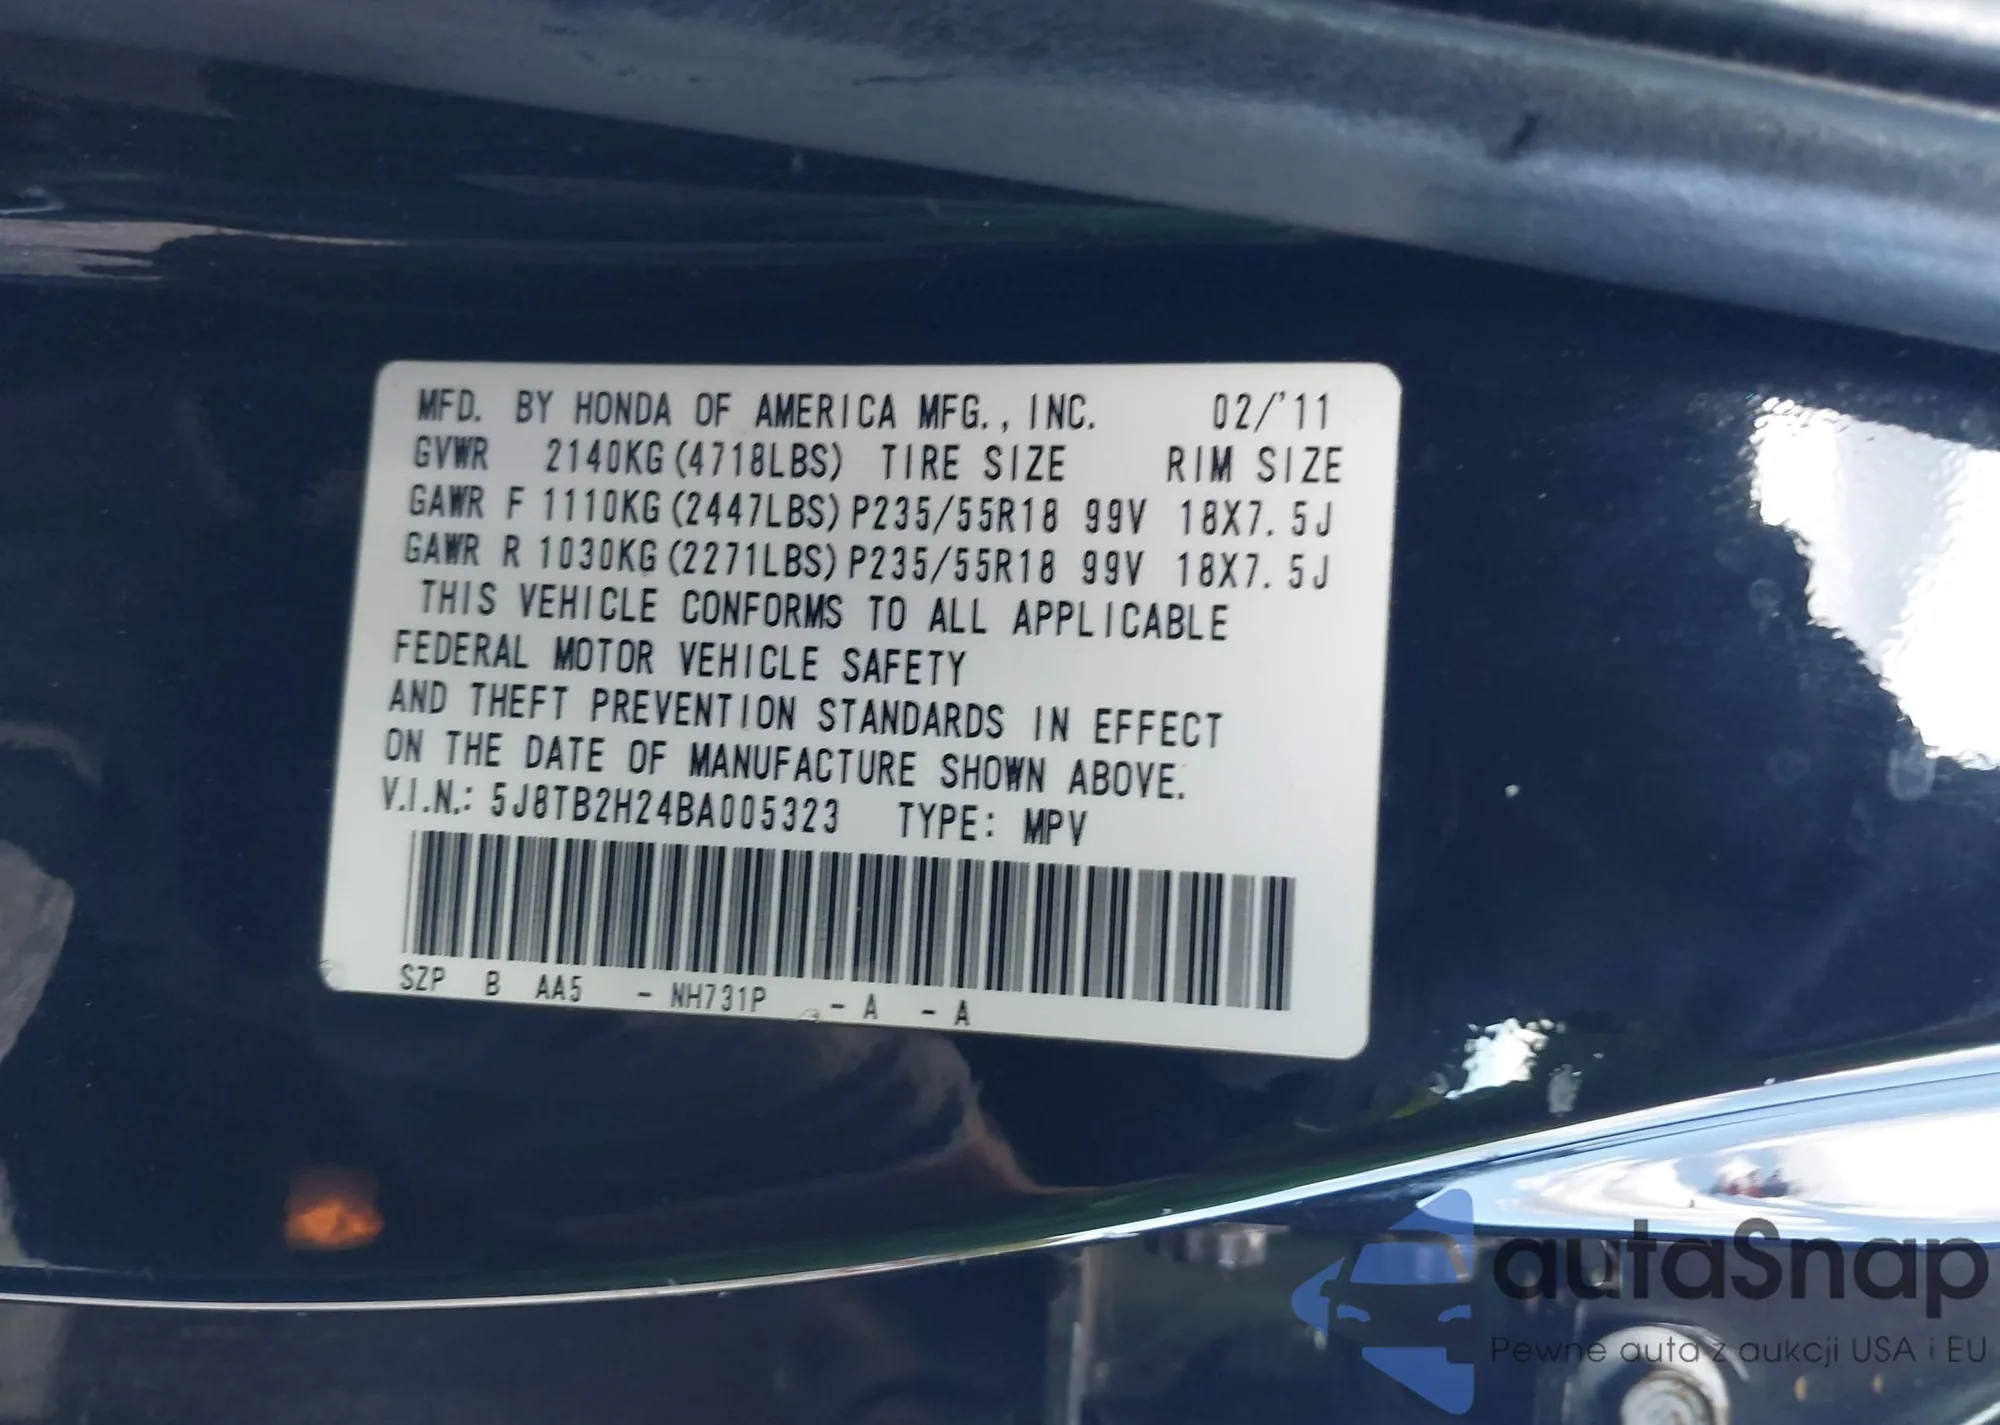 MFD. BY HONDA OF AMERICA MFG., INC. 02/'11
GVWR 2140KG (4718LBS) TIRE SIZE RIM SIZE
GAWR F 1110KG (2447LBS) P235/55R18 99V 18X7.5J
GAWR R 1030KG (2271LBS) P235/55R18 99V 18X7.5J
THIS VEHICLE CONFORMS TO ALL APPLICABLE
FEDERAL MOTOR VEHICLE SAFETY
AND THEFT PREVENTION STANDARDS IN EFFECT
ON THE DATE OF MANUFACTURE SHOWN ABOVE.
V.I.N.: 5J8TB2H24BA005323 TYPE: MPV
SZP B AA5 - NH731P - A - A
autaSnap
Pewne auta z aukcji USA i EU